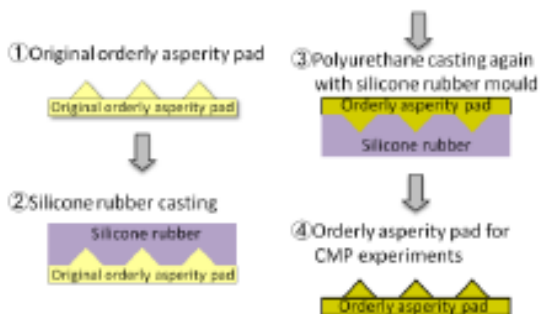 ①Original orderly asperity pad
Original orderly asperity pad
②Silicone rubber casting
Silicone rubber
Original orderly asperity pad
③Polyurethane casting again
with silicone rubber mould
Orderly asperity pad
Silicone rubber
④Orderly asperity pad for
CMP experiments
Orderly asperity pad